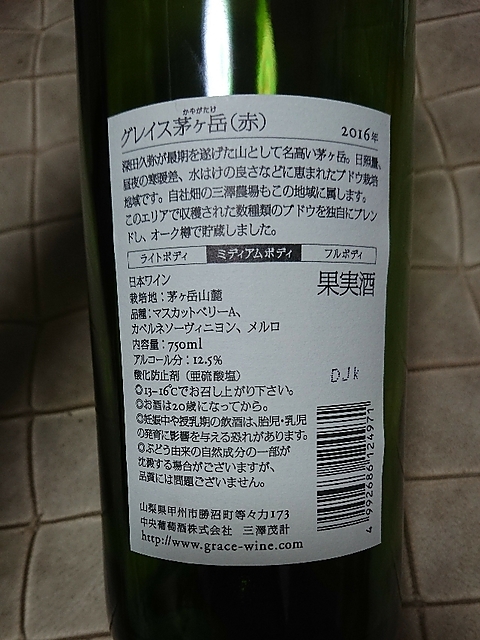 かやがたけ
グレイス茅ヶ岳(赤) 2016年
深田久弥が最期を遂げた山として名高い茅ヶ岳。日照量、
昼夜の寒暖差、水はけの良さなどに恵まれたブドウ栽培
地域です。自社畑の三澤農場もこの地域に属します。
このエリアで収穫された数種類のブドウを独自にブレン
ドし、オーク樽で貯蔵しました。
ライトボディ ミディアムボディ フルボディ
日本ワイン 果実酒
栽培地:茅ヶ岳山麓
品種:マスカットベリーA、
カベルネソーヴィニヨン、メルロ
内容量:750ml
アルコール分:12.5%
酸化防止剤(亜硫酸塩) DJk
◎13-16℃でお召し上がり下さい。
◎お酒は20歳になってから。
◎妊娠中や授乳期の飲酒は、胎児・乳児
の発育に影響を与える恐れがあります。
◎ぶどう由来の自然成分の一部が
沈澱する場合がございますが、
品質には問題ございません。
4 992686 124971
山梨県甲州市勝沼町等々力173
中央葡萄酒株式会社 三澤茂計
http://www.grace-wine.com